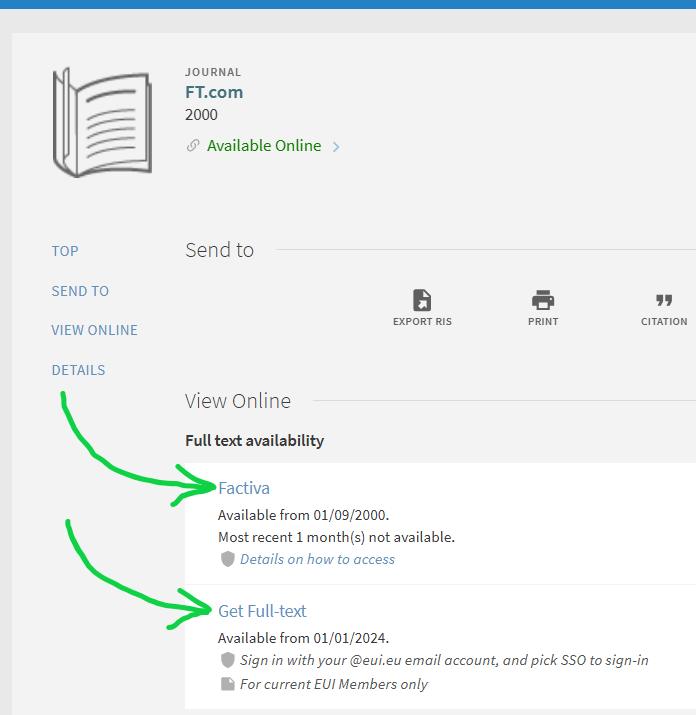 JOURNAL
FT.com
2000
Available Online
TOP
SEND TO
VIEW ONLINE
DETAILS
Send to
EXPORT RIS
PRINT
CITATION
View Online
Full text availability
Factiva
Available from 01/09/2000.
Most recent 1 month(s) not available.
Details on how to access
Get Full-text
Available from 01/01/2024.
Sign in with your @eui.eu email account, and pick SSO to sign-in
For current EUI Members only